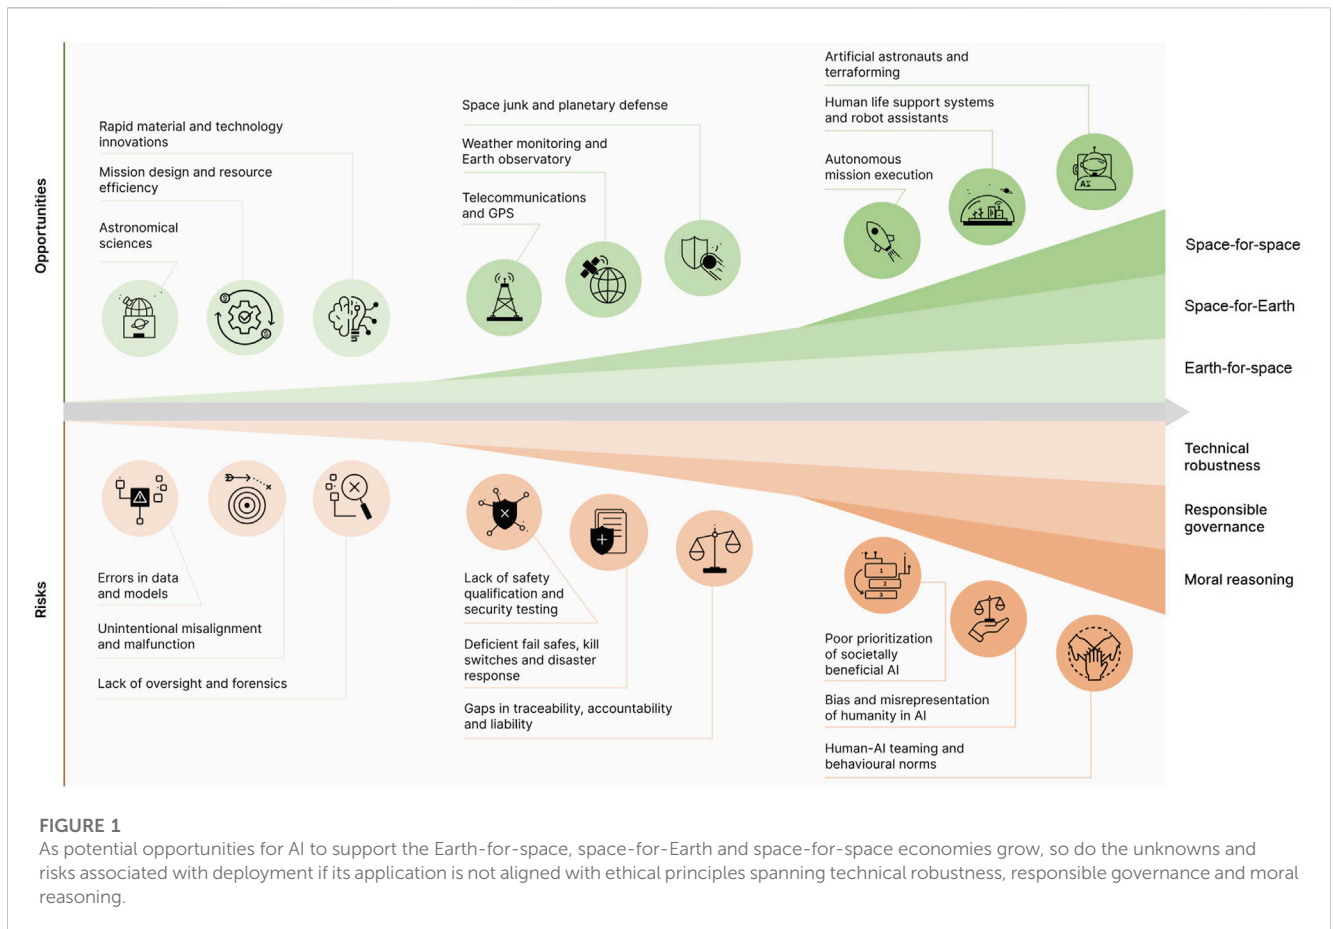 Opportunities
Rapid material and technology
innovations
Mission design and resource
efficiency
Astronomical
sciences
Space junk and planetary defense
Weather monitoring and
Earth observatory
Telecommunications
and GPS
Artificial astronauts and
terraforming
Human life support systems
and robot assistants
Autonomous
mission execution
AI
Space-for-space
Space-for-Earth
Earth-for-space
Risks
Errors in data
and models
Unintentional misalignment
and malfunction
Lack of oversight and forensics
Lack of safety
qualification and
security testing
Deficient fail safes, kill
switches and disaster
response
Gaps in traceability, accountability
and liability
1
2
3
Poor prioritization
of societally
beneficial AI
Bias and misrepresentation
of humanity in AI
Human-AI teaming and
behavioural norms
Technical
robustness
Responsible
governance
Moral reasoning
FIGURE 1
As potential opportunities for AI to support the Earth-for-space, space-for-Earth and space-for-space economies grow, so do the unknowns and
risks associated with deployment if its application is not aligned with ethical principles spanning technical robustness, responsible governance and moral
reasoning.